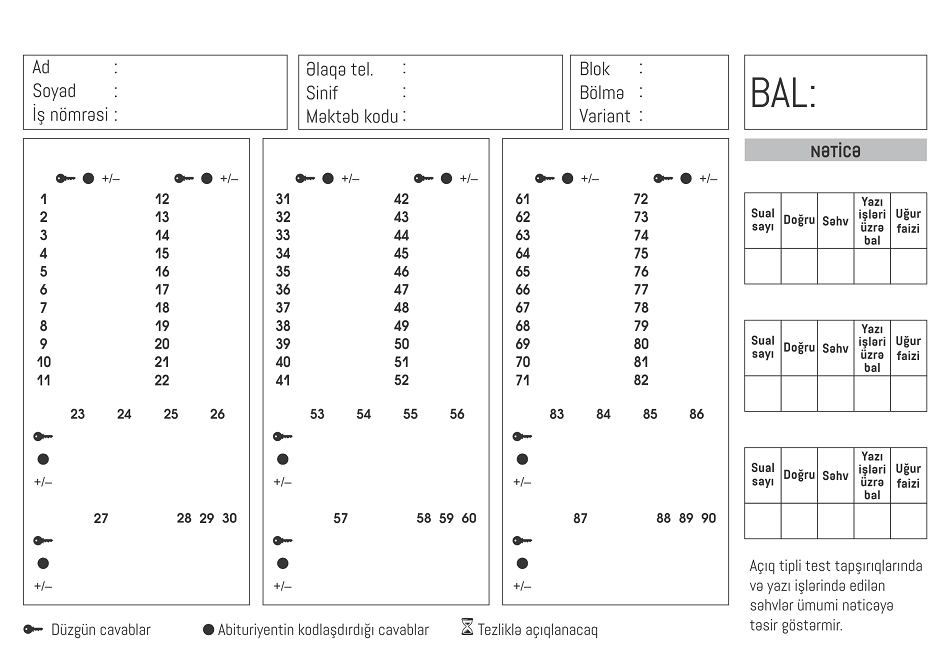 Ad :
Soyad :
İş nömrəsi :
Əlaqə tel. :
Sinif :
Məktəb kodu :
Blok :
Bölmə :
Variant :
BAL:
NƏTİCƏ
+/– +/– +/– +/– +/– +/–
1 12 31 42 61 72
2 13 32 43 62 73
3 14 33 44 63 74
4 15 34 45 64 75
5 16 35 46 65 76
6 17 36 47 66 77
7 18 37 48 67 78
8 19 38 49 68 79
9 20 39 50 69 80
10 21 40 51 70 81
11 22 41 52 71 82
23 24 25 26 53 54 55 56 83 84 85 86
+/– +/– +/–
27 28 29 30 57 58 59 60 87 88 89 90
+/– +/– +/–
Sual sayı
Doğru
Səhv
Yazı işləri üzrə bal
Uğur faizi
Sual sayı
Doğru
Səhv
Yazı işləri üzrə bal
Uğur faizi
Sual sayı
Doğru
Səhv
Yazı işləri üzrə bal
Uğur faizi
Açıq tipli test tapşırıqlarında
və yazı işlərində edilən
səhvlər ümumi nəticəyə
təsir göstərmir.
Düzgün cavablar
Abituriyentin kodlaşdırdığı cavablar
Tezliklə açıqlanacaq